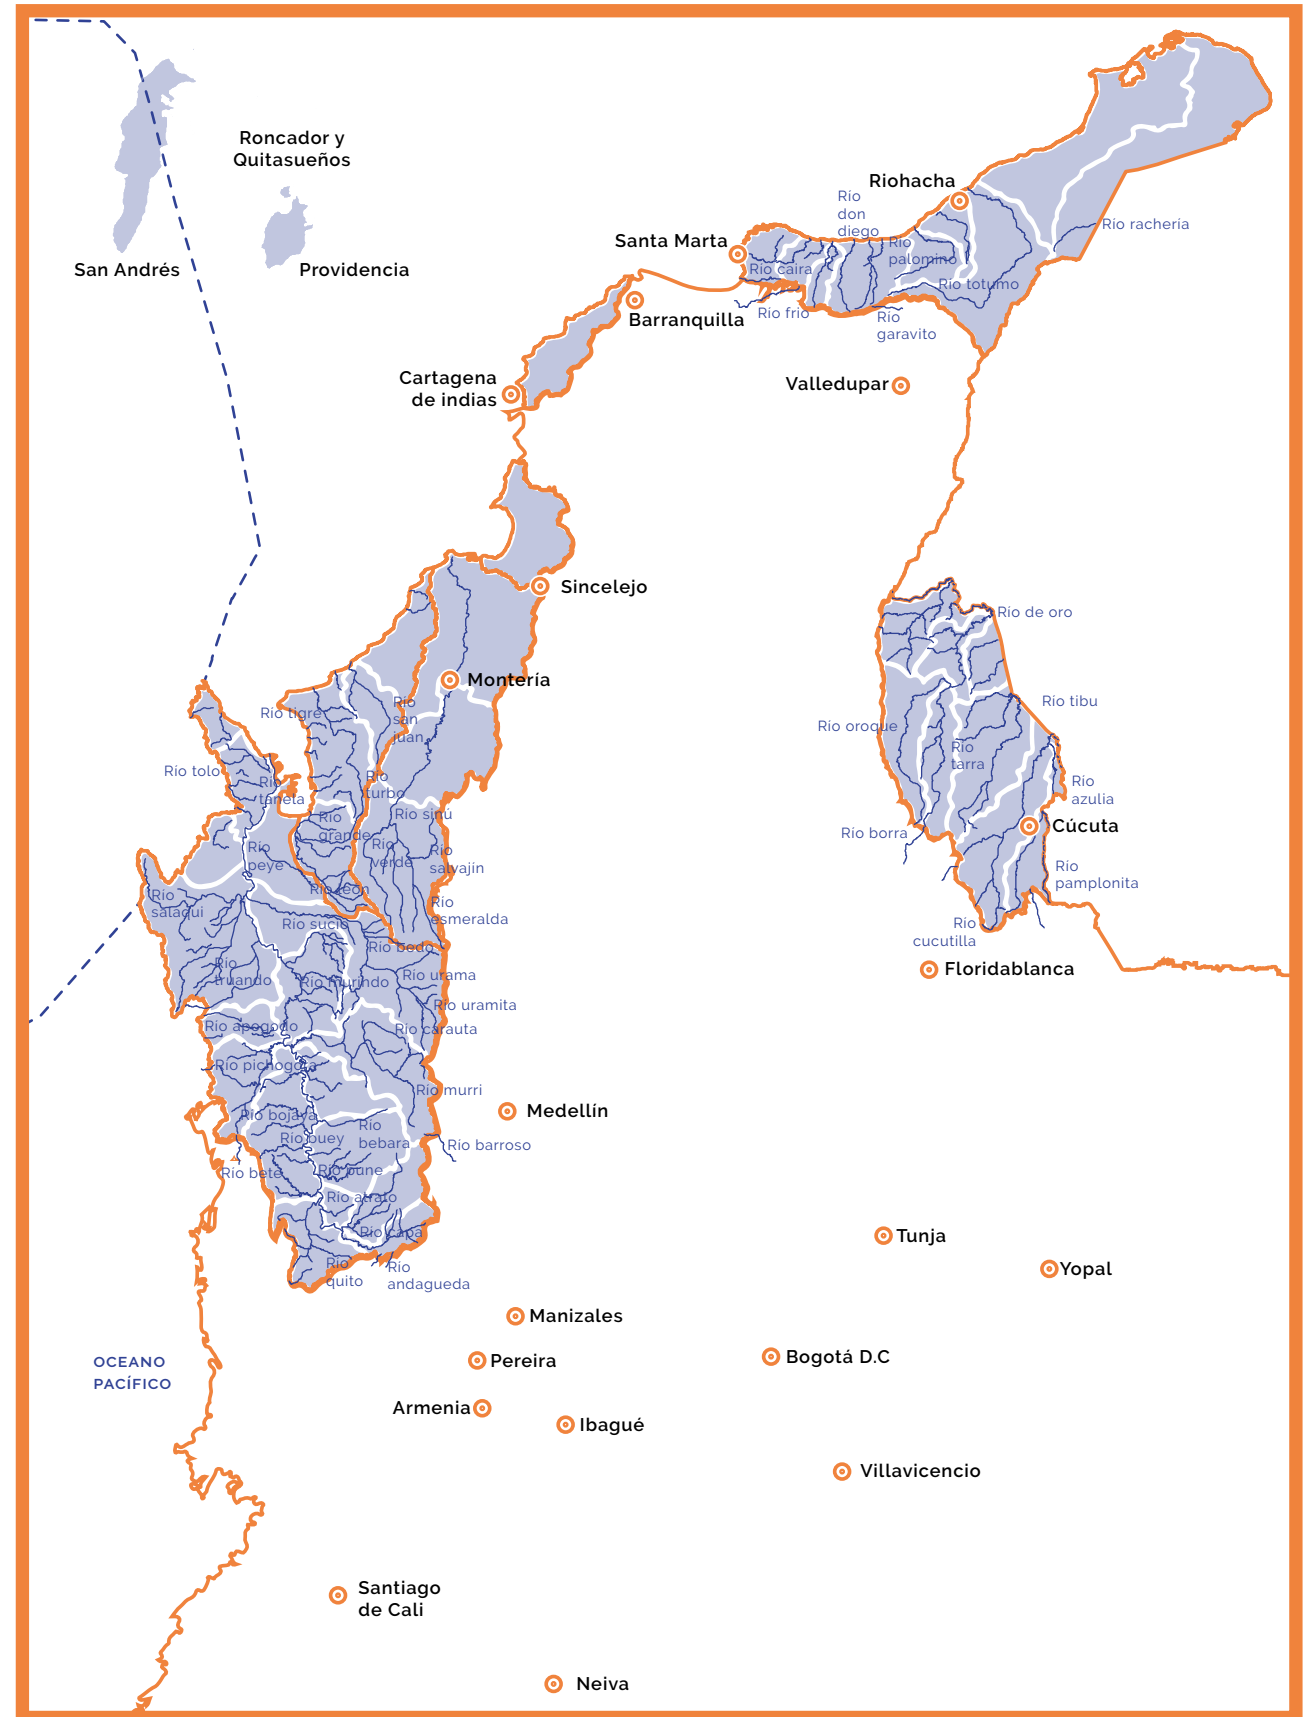 Roncador y
Quitasueños
San Andrés
Providencia
Riohacha
Río
don
diego
Río rachería
Santa Marta
Río
palomino
Río caira
Río totumo
Río frio
Barranquilla
Río
garavito
Cartagena
de indias
Valledupar
Sincelejo
Río de oro
Montería
Río tigre
Río
san
juan
Río tibu
Río oroque
Río
tarra
Río tolo
Río
tanela
Río
turbo
Río
azulia
Río sinú
Río
grande
Cúcuta
Río borra
Río
peye
Río
verde
Río
salvajin
Río
pamplonita
Río leon
Río
salaqui
Río
esmeralda
Río sucio
Río
cucutilla
Río bedo
Río
truando
Río murindo
Río urama
Floridablanca
Río uramita
Río apogodo
Río carauta
Río pichogora
Río murri
Medellín
Río bojaya
Río buey
Río
bebara
Río barroso
Río bete
Río pune
Río atrato
Río capa
Río
quito
Río
andagueda
Tunja
Yopal
Manizales
OCEANO
PACÍFICO
Pereira
Bogotá D.C
Armenia
Ibagué
Villavicencio
Santiago
de Cali
Neiva